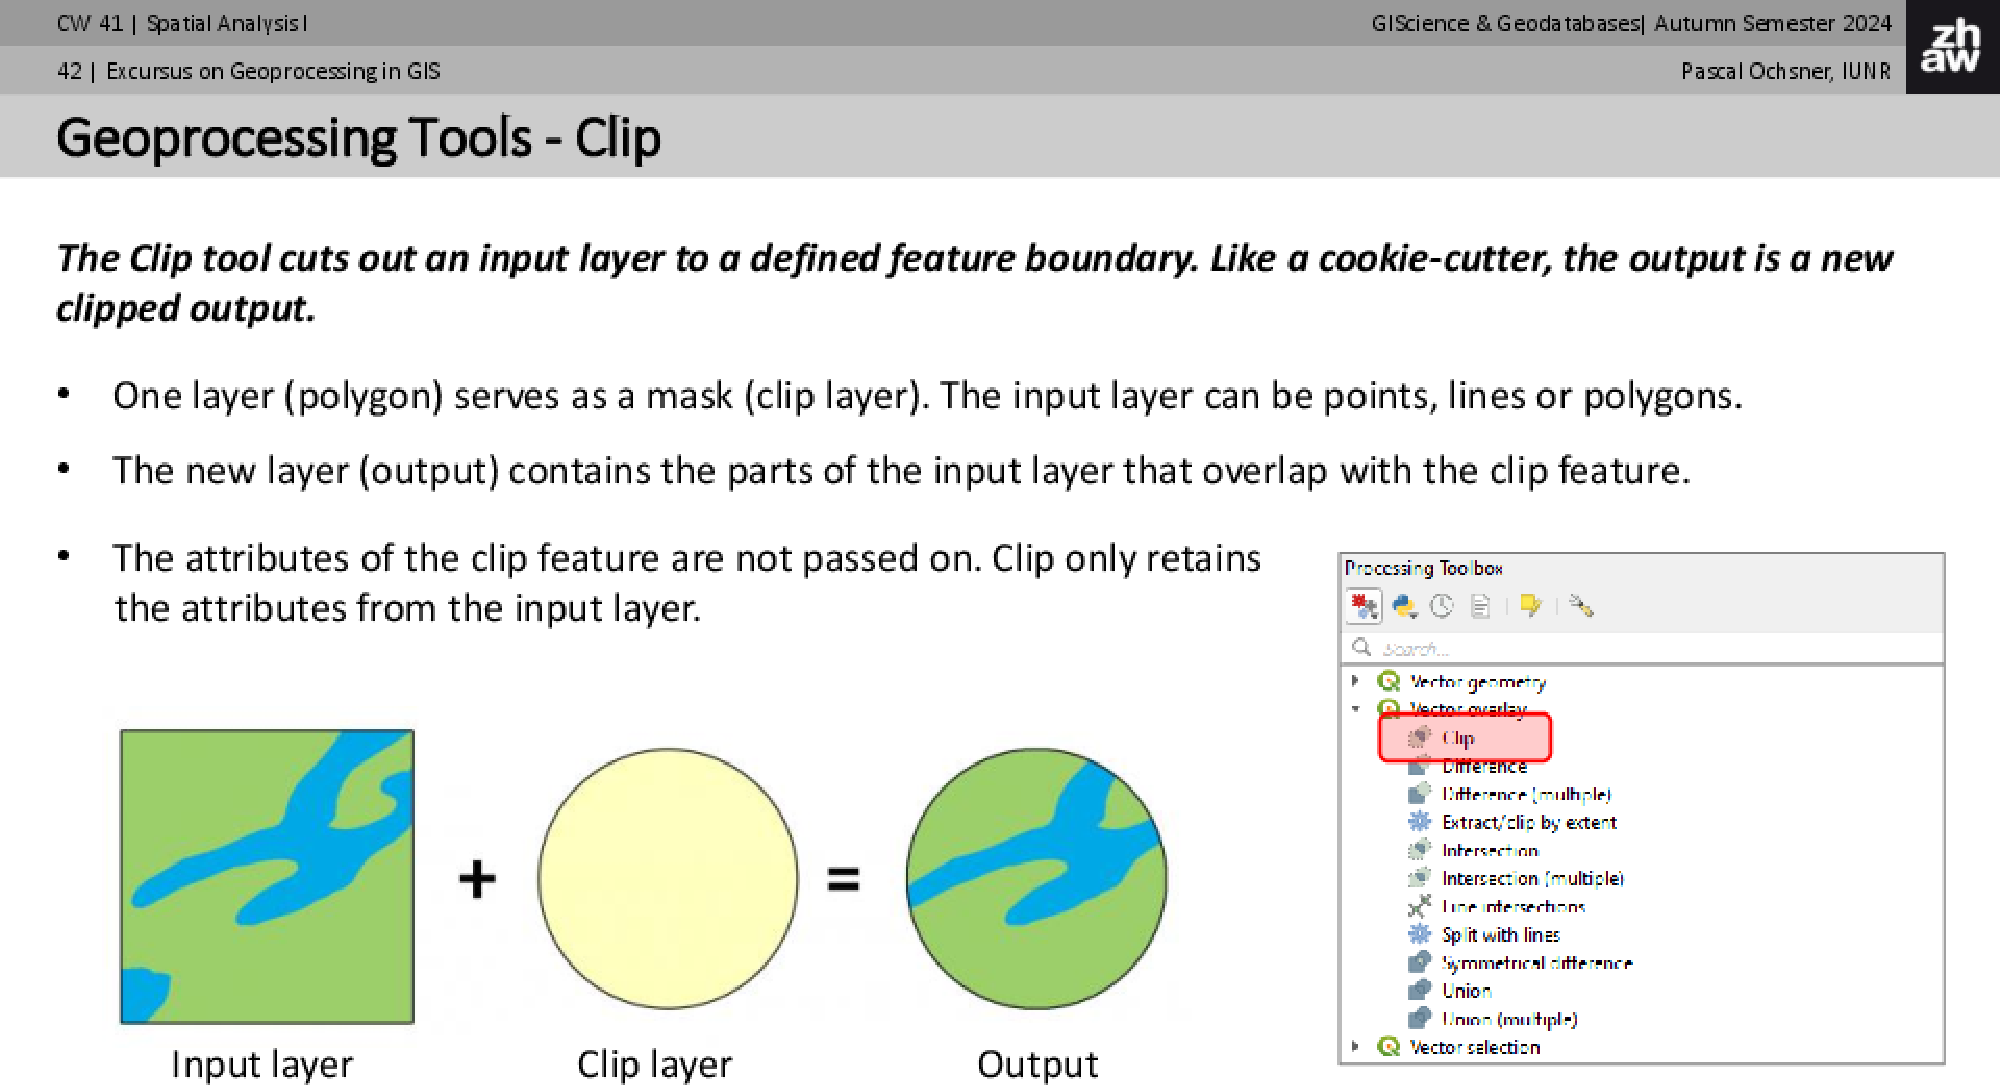 CW 41 | Spatial Analysis I
GIScience & Geodatabases| Autumn Semester 2024
zh
aw
42 | Excursus on Geoprocessing in GIS
Pascal Ochsner, IUNR
Geoprocessing Tools - Clip
The Clip tool cuts out an input layer to a defined feature boundary. Like a cookie-cutter, the output is a new
clipped output.
• One layer (polygon) serves as a mask (clip layer). The input layer can be points, lines or polygons.
• The new layer (output) contains the parts of the input layer that overlap with the clip feature.
• The attributes of the clip feature are not passed on. Clip only retains
the attributes from the input layer.
+
=
Input layer
Clip layer
Output
Processing Toolbox
Search...
Vector geometry
Vector overlay
Clip
Difference
Difference (multiple)
Extract/clip by extent
Intersection
Intersection (multiple)
Line intersections
Split with lines
Symmetrical difference
Union
Union (multiple)
Vector selection